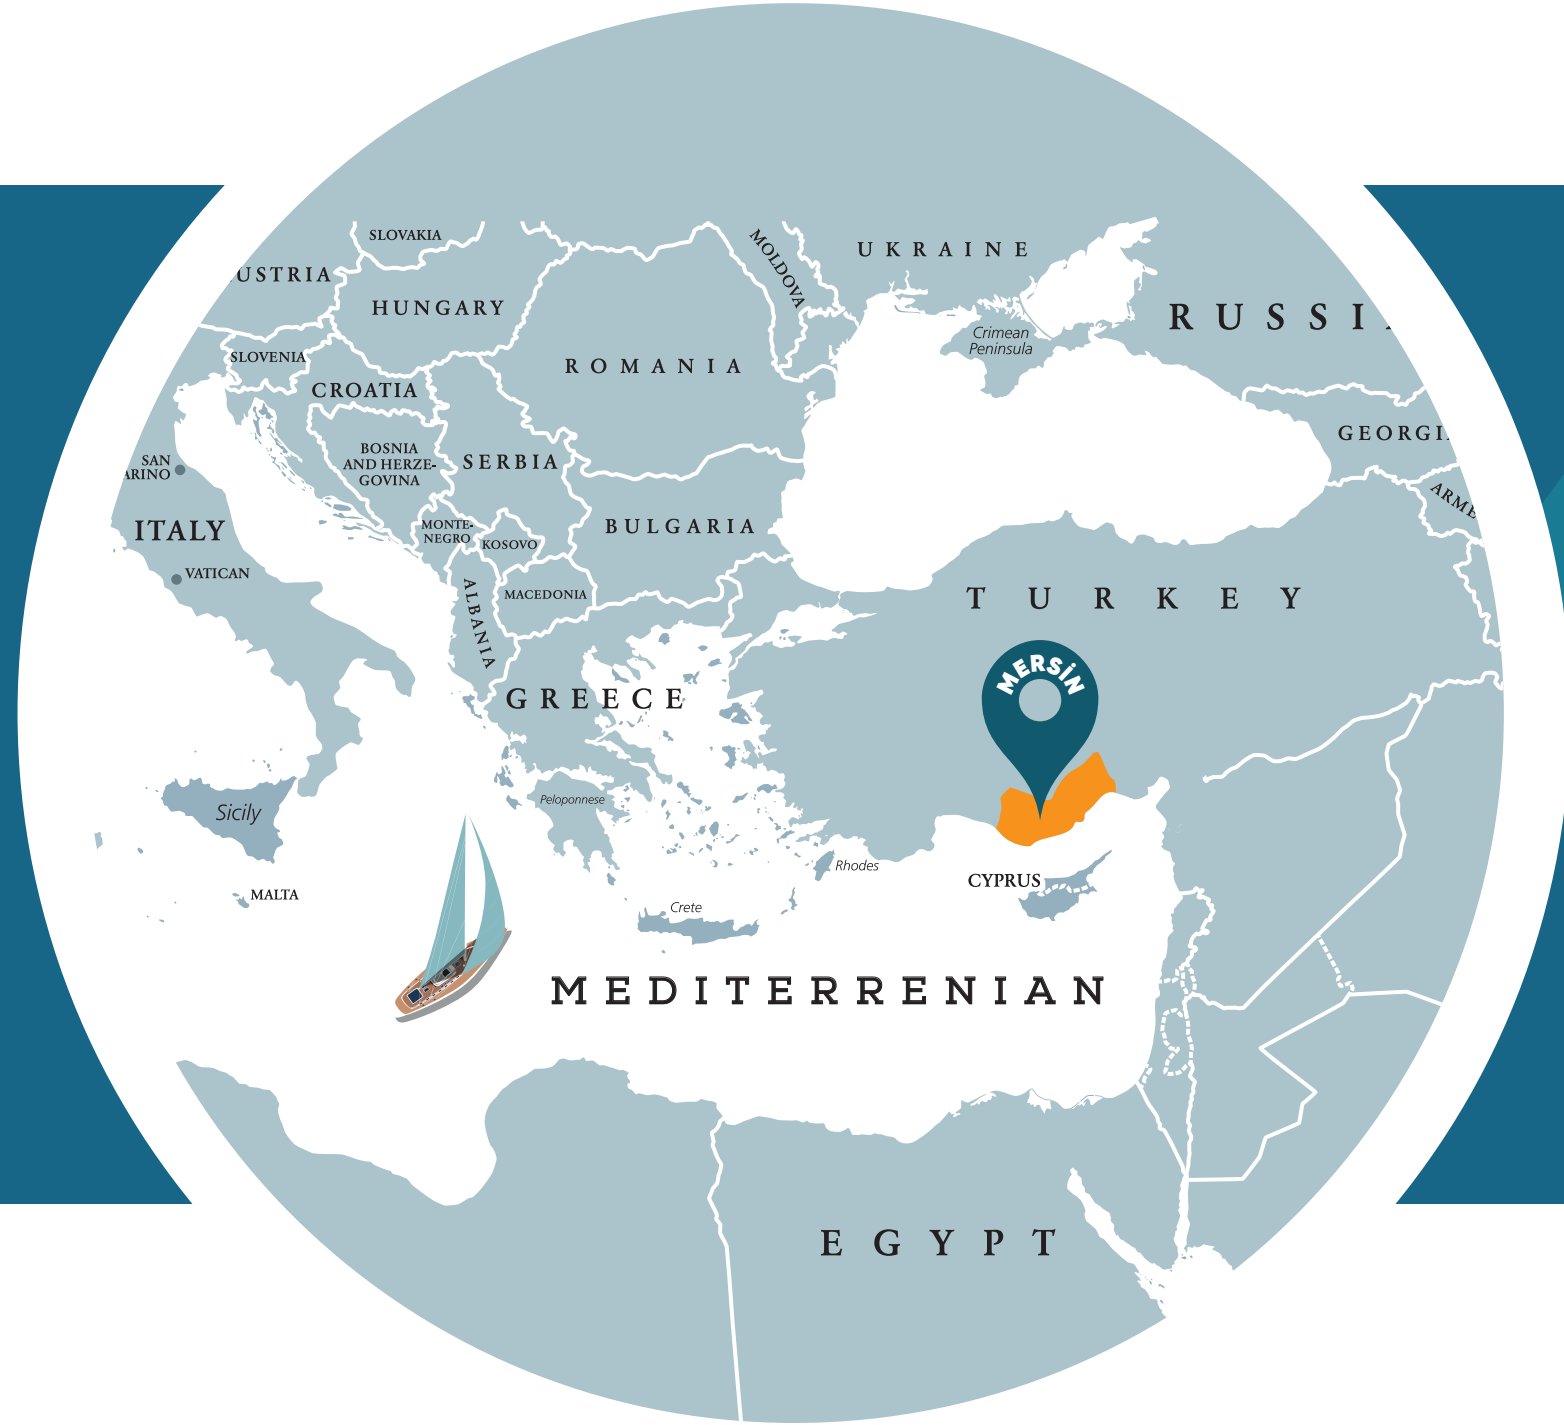 SLOVAKIA
MOLDOVA
UKRAINE
USTRIA
HUNGARY
RUSSI
Crimean
Peninsula
SLOVENIA
ROMANIA
CROATIA
GEORGI
BOSNIA
AND HERZE-
GOVINA
SERBIA
SAN
ARINO
ARME
ITALY
MONTE-
NEGRO
KOSOVO
BULGARIA
VATICAN
ALBANIA
MACEDONIA
TURKEY
MERSİN
GREECE
Peloponnese
Sicily
Rhodes
CYPRUS
MALTA
Crete
MEDITERRENIAN
EGYPT